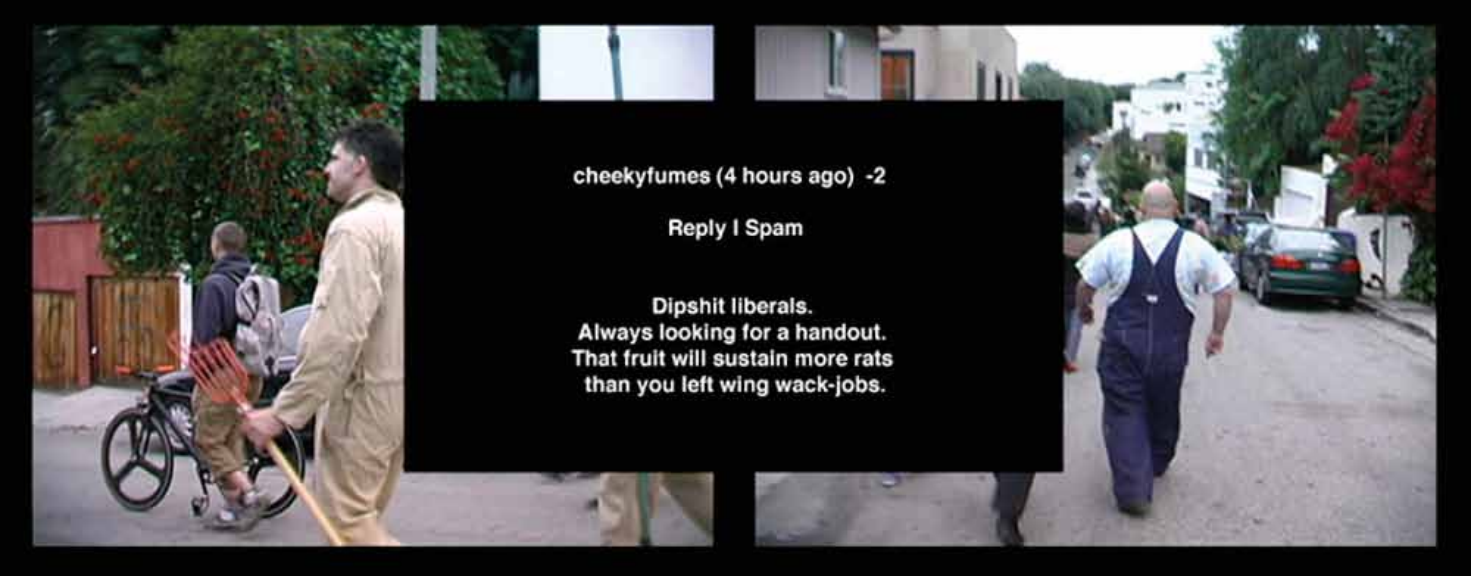 cheekyfumes (4 hours ago) -2
Reply I Spam
Dipshit liberals.
Always looking for a handout.
That fruit will sustain more rats
than you left wing wack-jobs.